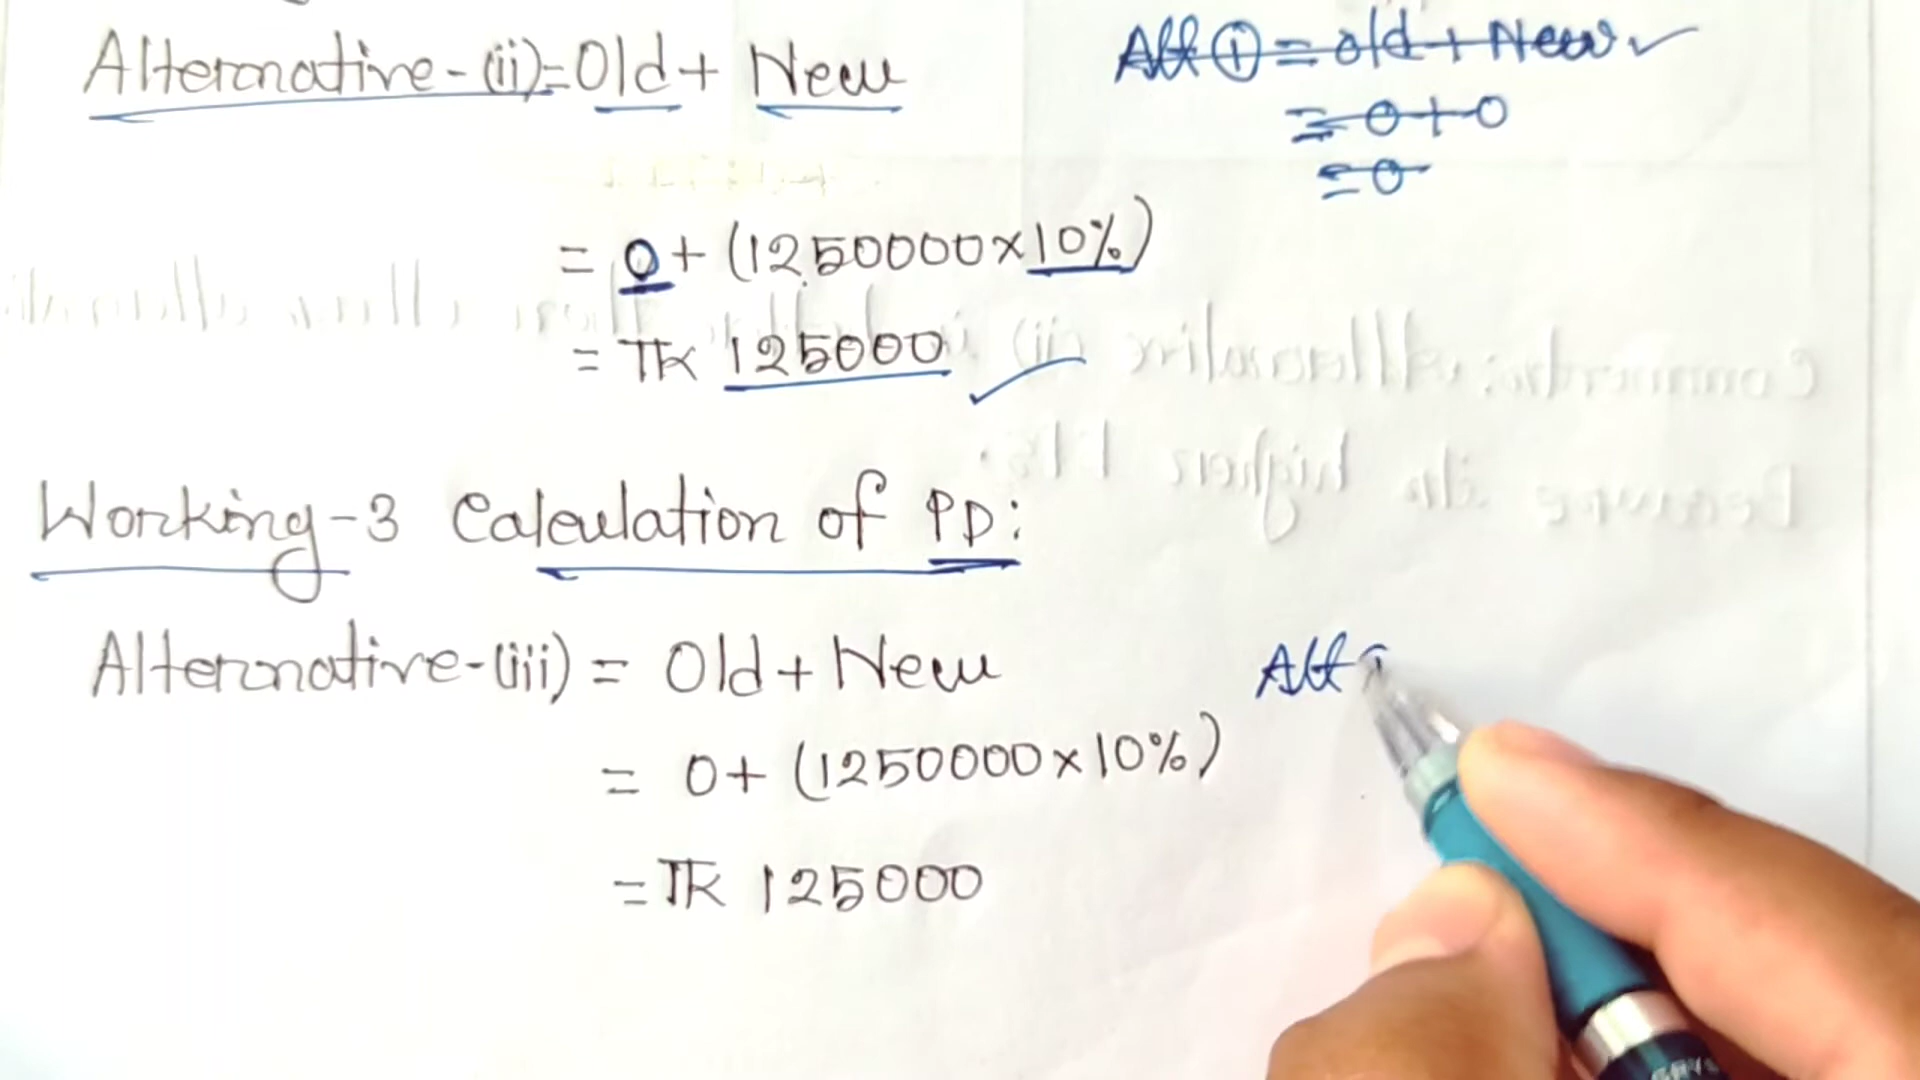 Alternative-(ii)=Old + New
Alt ① = old + New ✓
= 0 + 0
= 0
= 0 + (1250000×10%)
= TK 125000 ✓
Working-3 Calculation of PD:
Alternative-(iii) = Old + New
= 0 + (1250000×10%)
= TK 125000
Alt